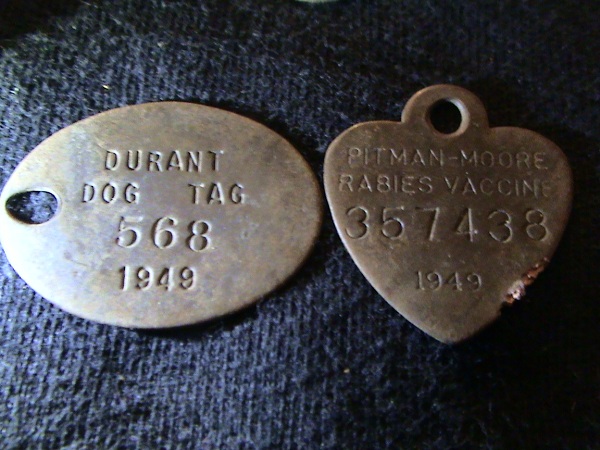 DURANT
DOG TAG
568
1949
PITMAN-MOORE
RABIES VACCINE
357438
1949